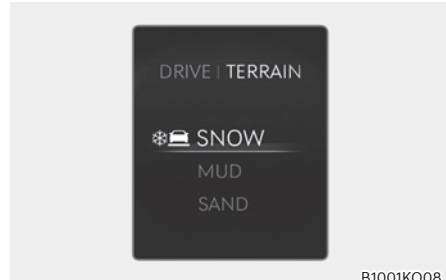 DRIVE | TERRAIN
SNOW
MUD
SAND
B1001KO08